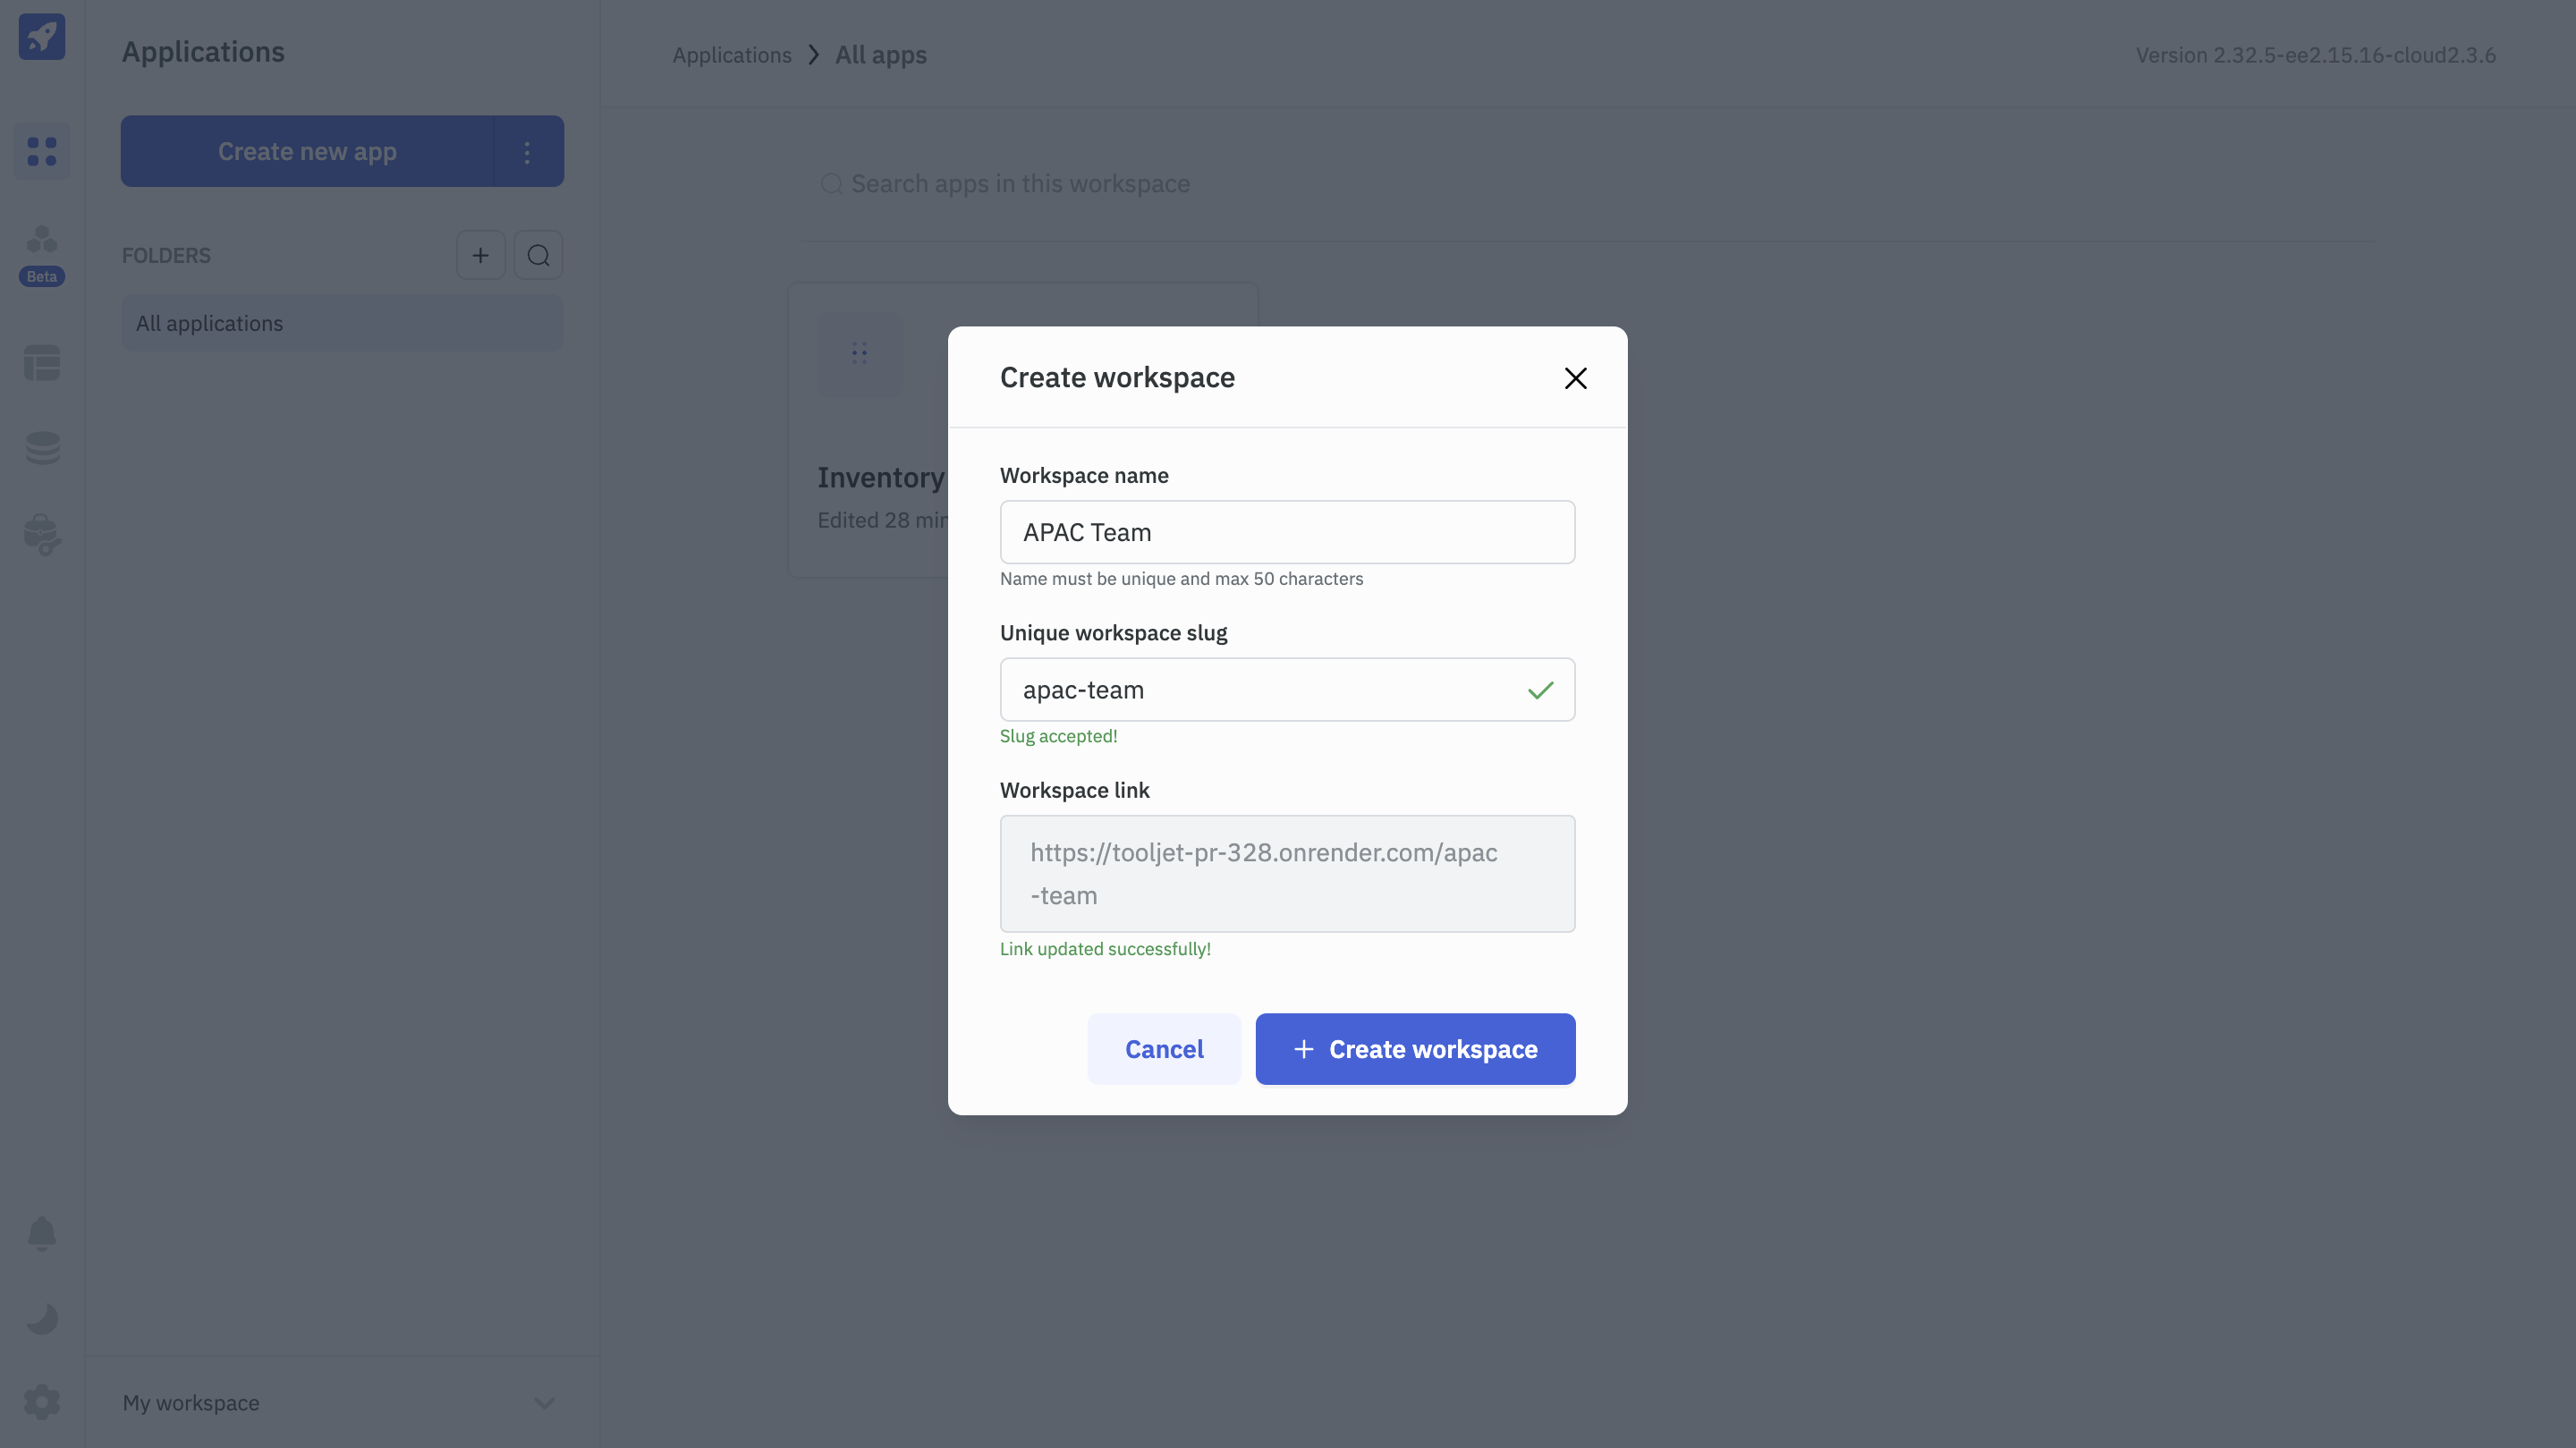 Applications
Create new app
FOLDERS
All applications
Beta
My workspace
Applications
All apps
Version 2.32.5-ee2.15.16-cloud2.3.6
Search apps in this workspace
Inventory
Edited 28
Create workspace
Workspace name
APAC Team
Name must be unique and max 50 characters
Unique workspace slug
apac-team
Slug accepted!
Workspace link
https://tooljet-pr-328.onrender.com/apac
-team
Link updated successfully!
Cancel
Create workspace